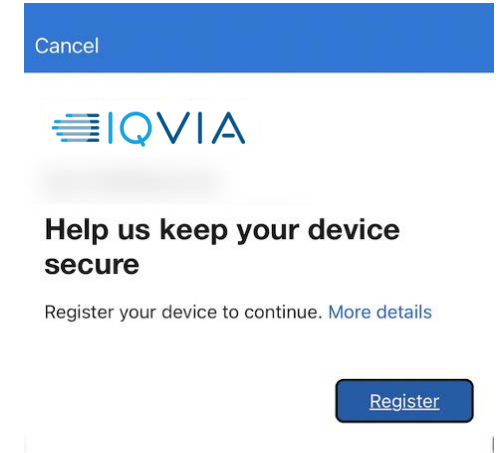 Cancel
IQVIA
Help us keep your device
secure
Register your device to continue. More details
Register